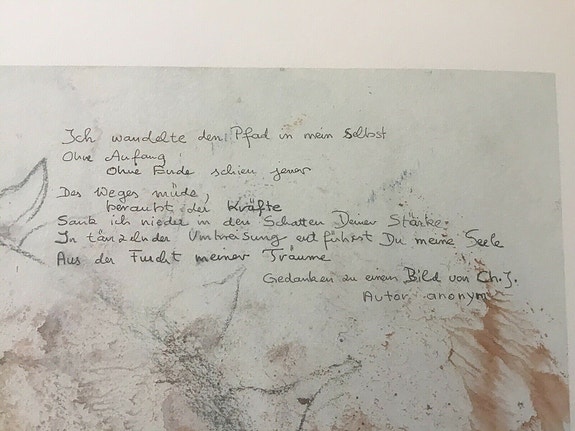 Ich wandelte den Pfad in mein Selbst
Ohne Anfang,
Ohne Ende schien jener
Des Weges müde,
beraubt der Kräfte
Sank ich nieder in den Schatten Deiner Stärke.
In tänzelnder Umkreisung entführst Du meine Seele
Aus der Furcht meiner Träume
Gedanken zu einem Bild von Ch. J.
Autor anonym